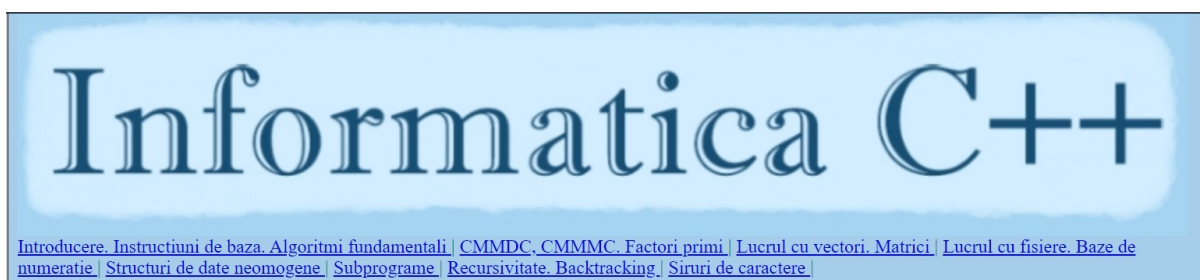 Informatica C++
Introducere. Instructiuni de baza. Algoritmi fundamentali | CMMDC, CMMMC. Factori primi | Lucrul cu vectori. Matrici | Lucrul cu fisiere. Baze de
numeratie | Structuri de date neomogene | Subprograme | Recursivitate. Backtracking | Siruri de caractere |